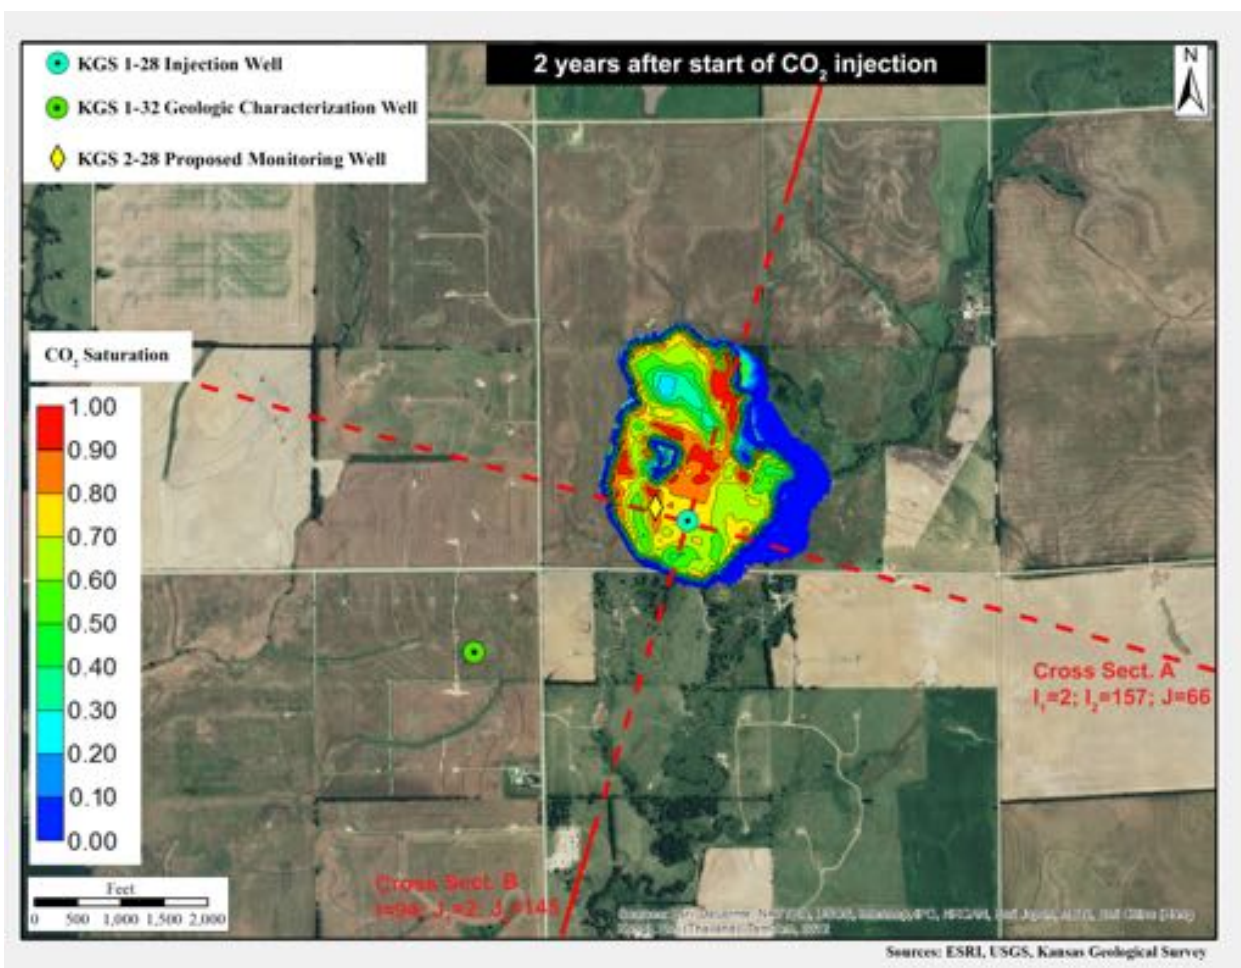 2 years after start of CO₂ injection
N
KGS 1-28 Injection Well
KGS 1-32 Geologic Characterization Well
KGS 2-28 Proposed Monitoring Well
CO₂ Saturation
1.00
0.90
0.80
0.70
0.60
0.50
0.40
0.30
0.20
0.10
0.00
Cross Sect. A
I₁=2; I₂=157; J=66
Cross Sect. B
Feet
0 500 1,000 1,500 2,000
Sources: ESRI, USGS, Kansas Geological Survey